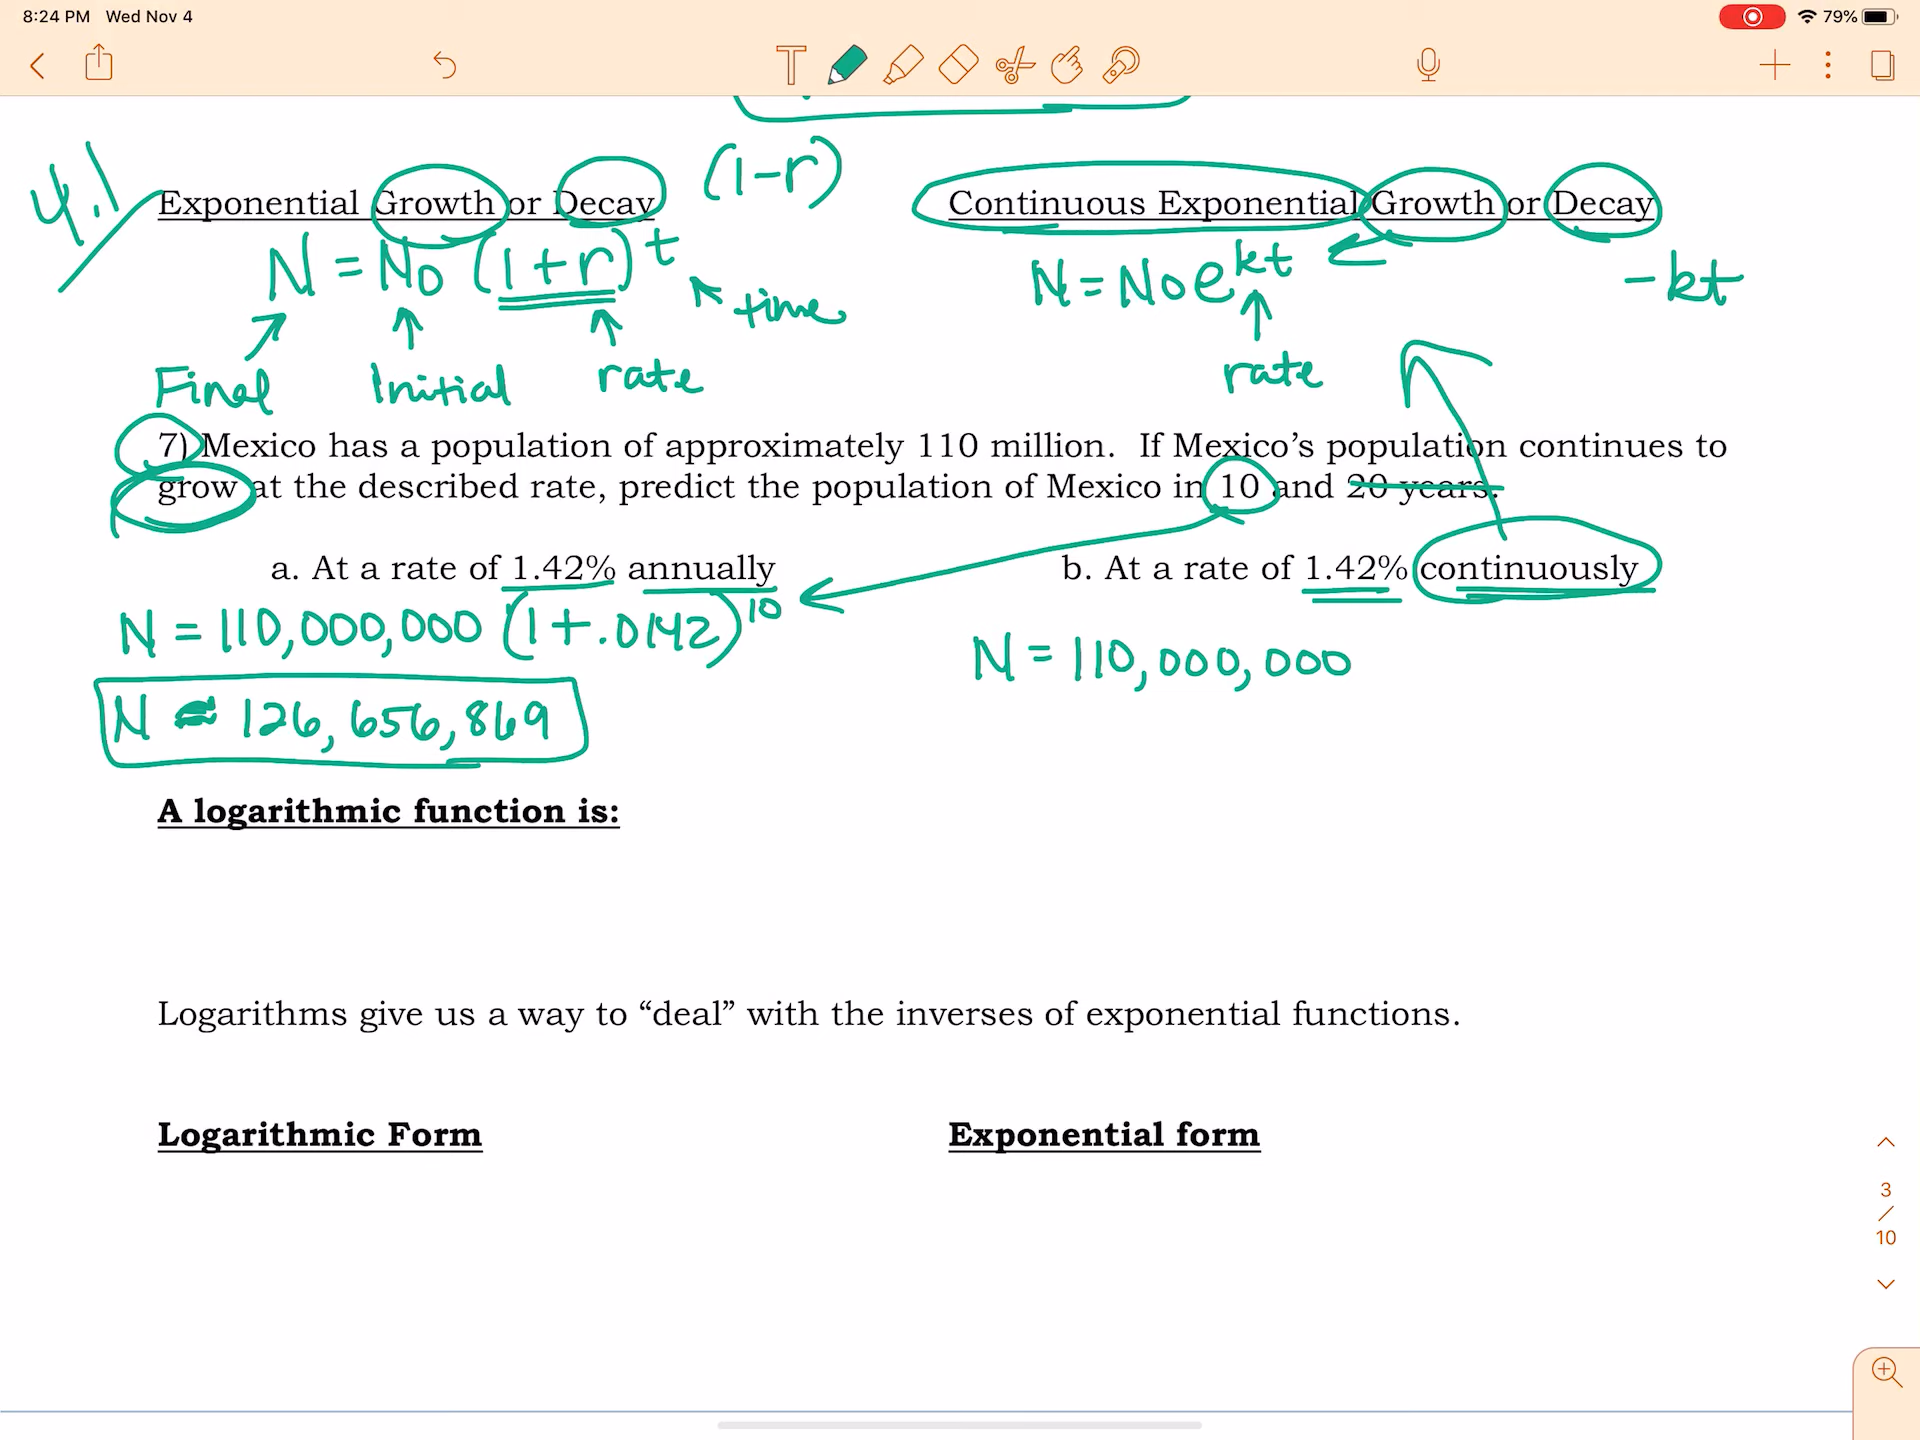 8:24 PM Wed Nov 4
79%
4.1
Exponential Growth or Decay
(1-r)
Continuous Exponential Growth or Decay
N = No (1+r)^t
time
N = No e^kt
-kt
Final
Initial
rate
rate
7) Mexico has a population of approximately 110 million. If Mexico’s population continues to
grow at the described rate, predict the population of Mexico in 10 and 20 years.
a. At a rate of 1.42% annually
b. At a rate of 1.42% continuously
N = 110,000,000 (1+.0142)^10
N = 110,000,000
N ≈ 126,656,869
A logarithmic function is:
Logarithms give us a way to “deal” with the inverses of exponential functions.
Logarithmic Form
Exponential form
3
/
10